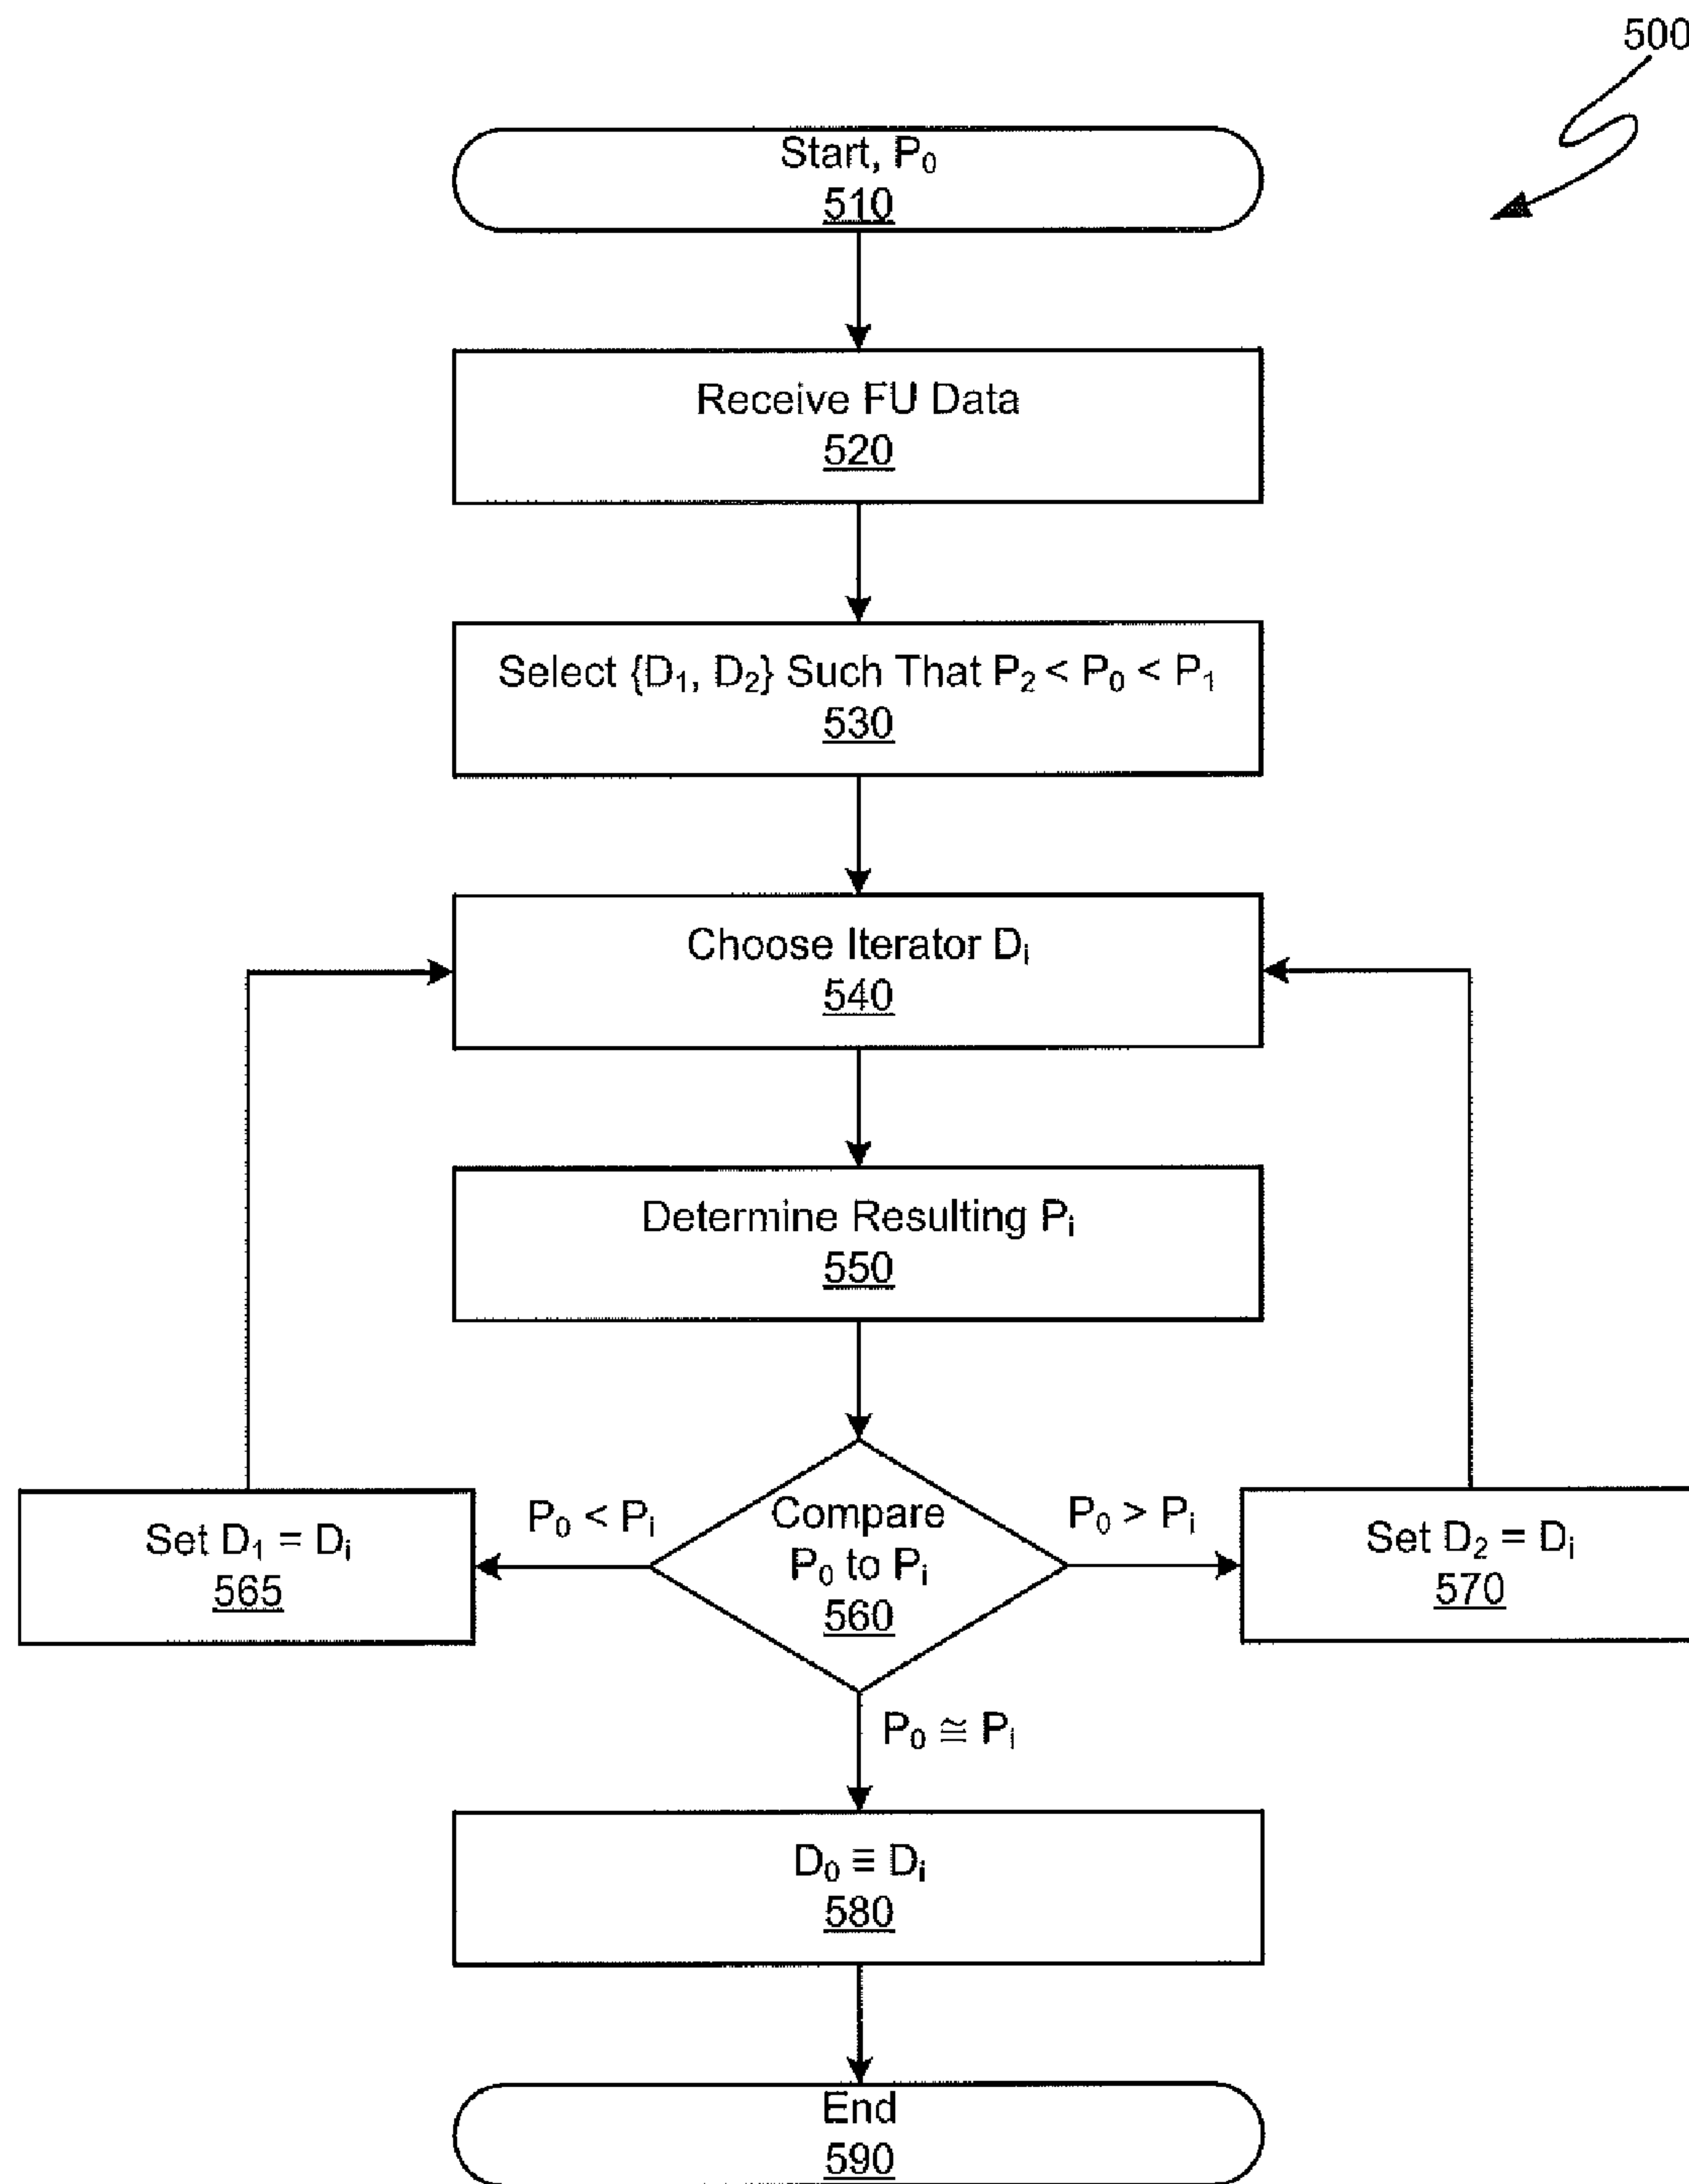 500
Start, P₀
510
Receive FU Data
520
Select {D₁, D₂} Such That P₂ < P₀ < P₁
530
Choose Iterator Dᵢ
540
Determine Resulting Pᵢ
550
Compare
P₀ to Pᵢ
560
P₀ < Pᵢ
Set D₁ = Dᵢ
565
P₀ > Pᵢ
Set D₂ = Dᵢ
570
P₀ ≅ Pᵢ
D₀ ≡ Dᵢ
580
End
590